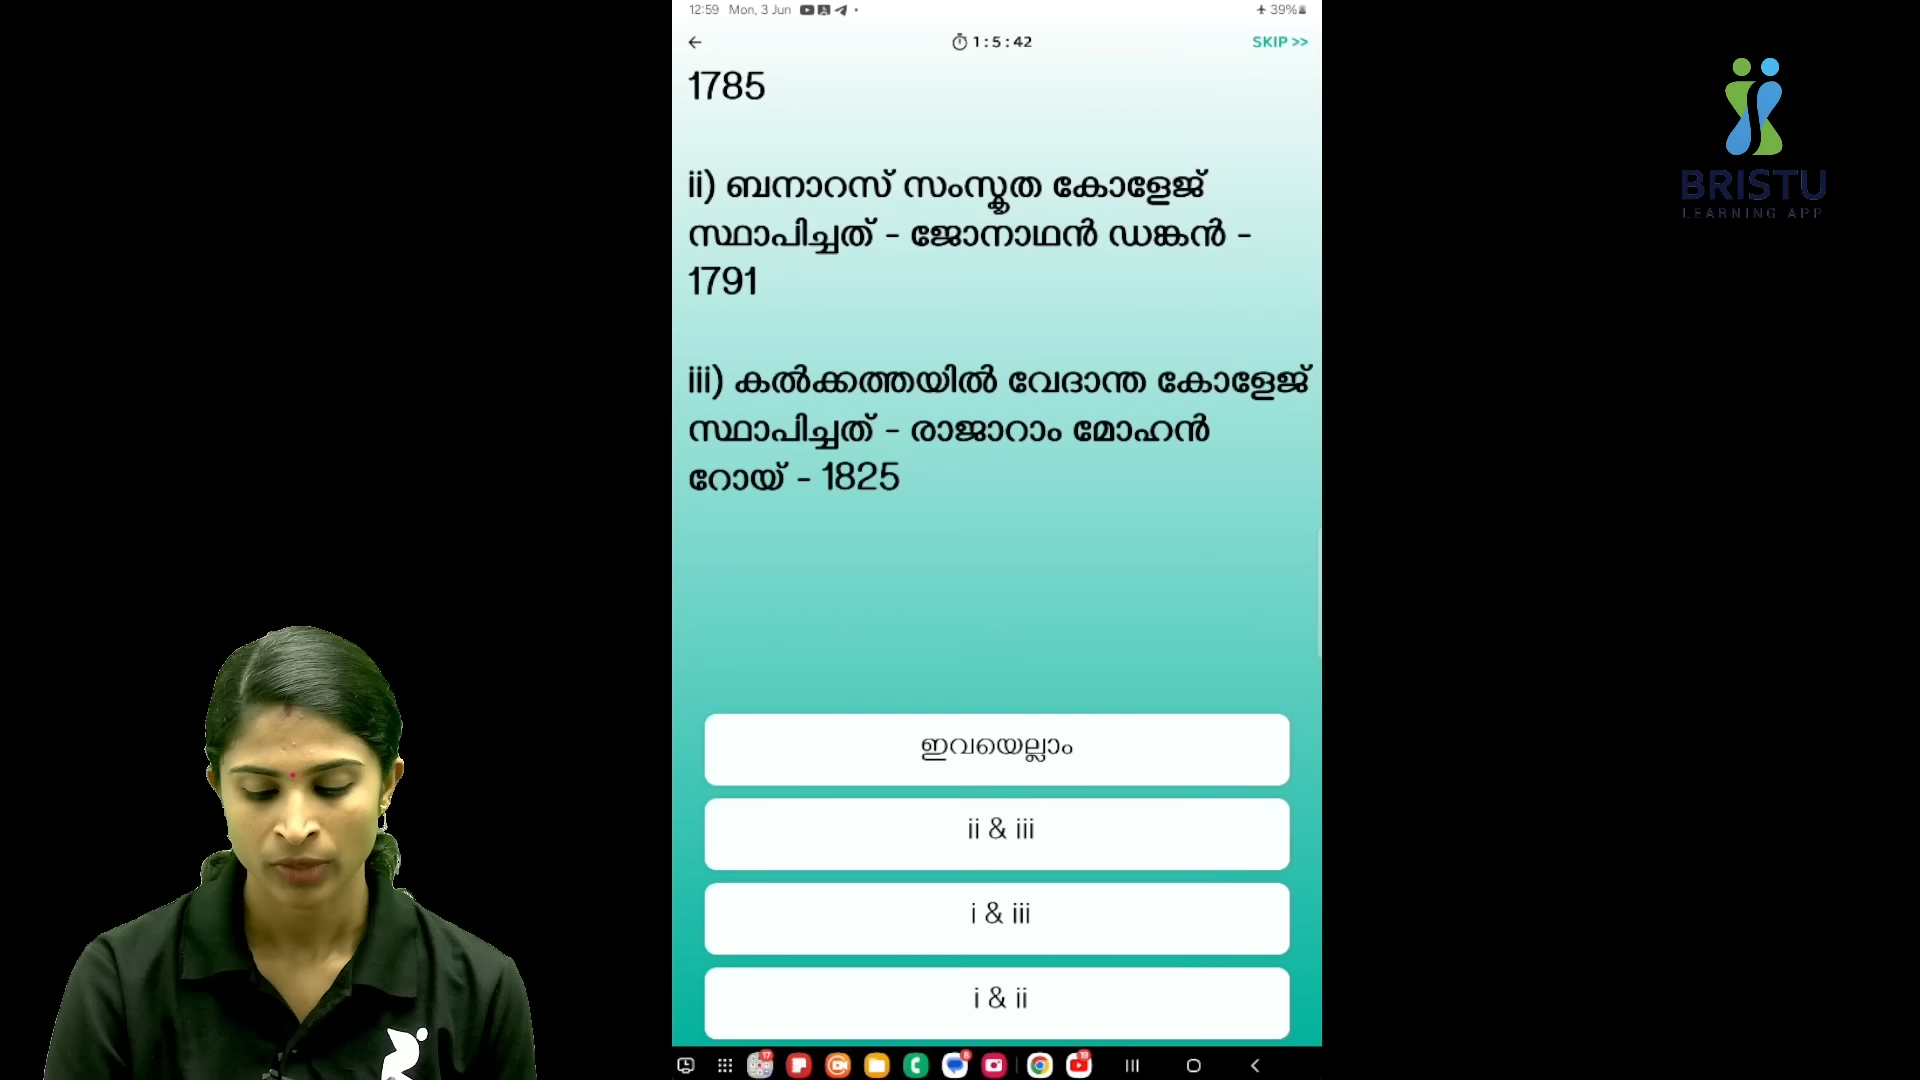 12:59 Mon, 3 Jun
39%
1 : 5 : 42
SKIP >>
1785
ii) ബനാറസ് സംസ്കൃത കോളേജ്
സ്ഥാപിച്ചത് - ജോനാഥൻ ഡങ്കൻ -
1791
iii) കൽക്കത്തയിൽ വേദാന്ത കോളേജ്
സ്ഥാപിച്ചത് - രാജാറാം മോഹൻ
റോയ് - 1825
ഇവയെല്ലാം
ii & iii
i & iii
i & ii
BRISTU
LEARNING APP